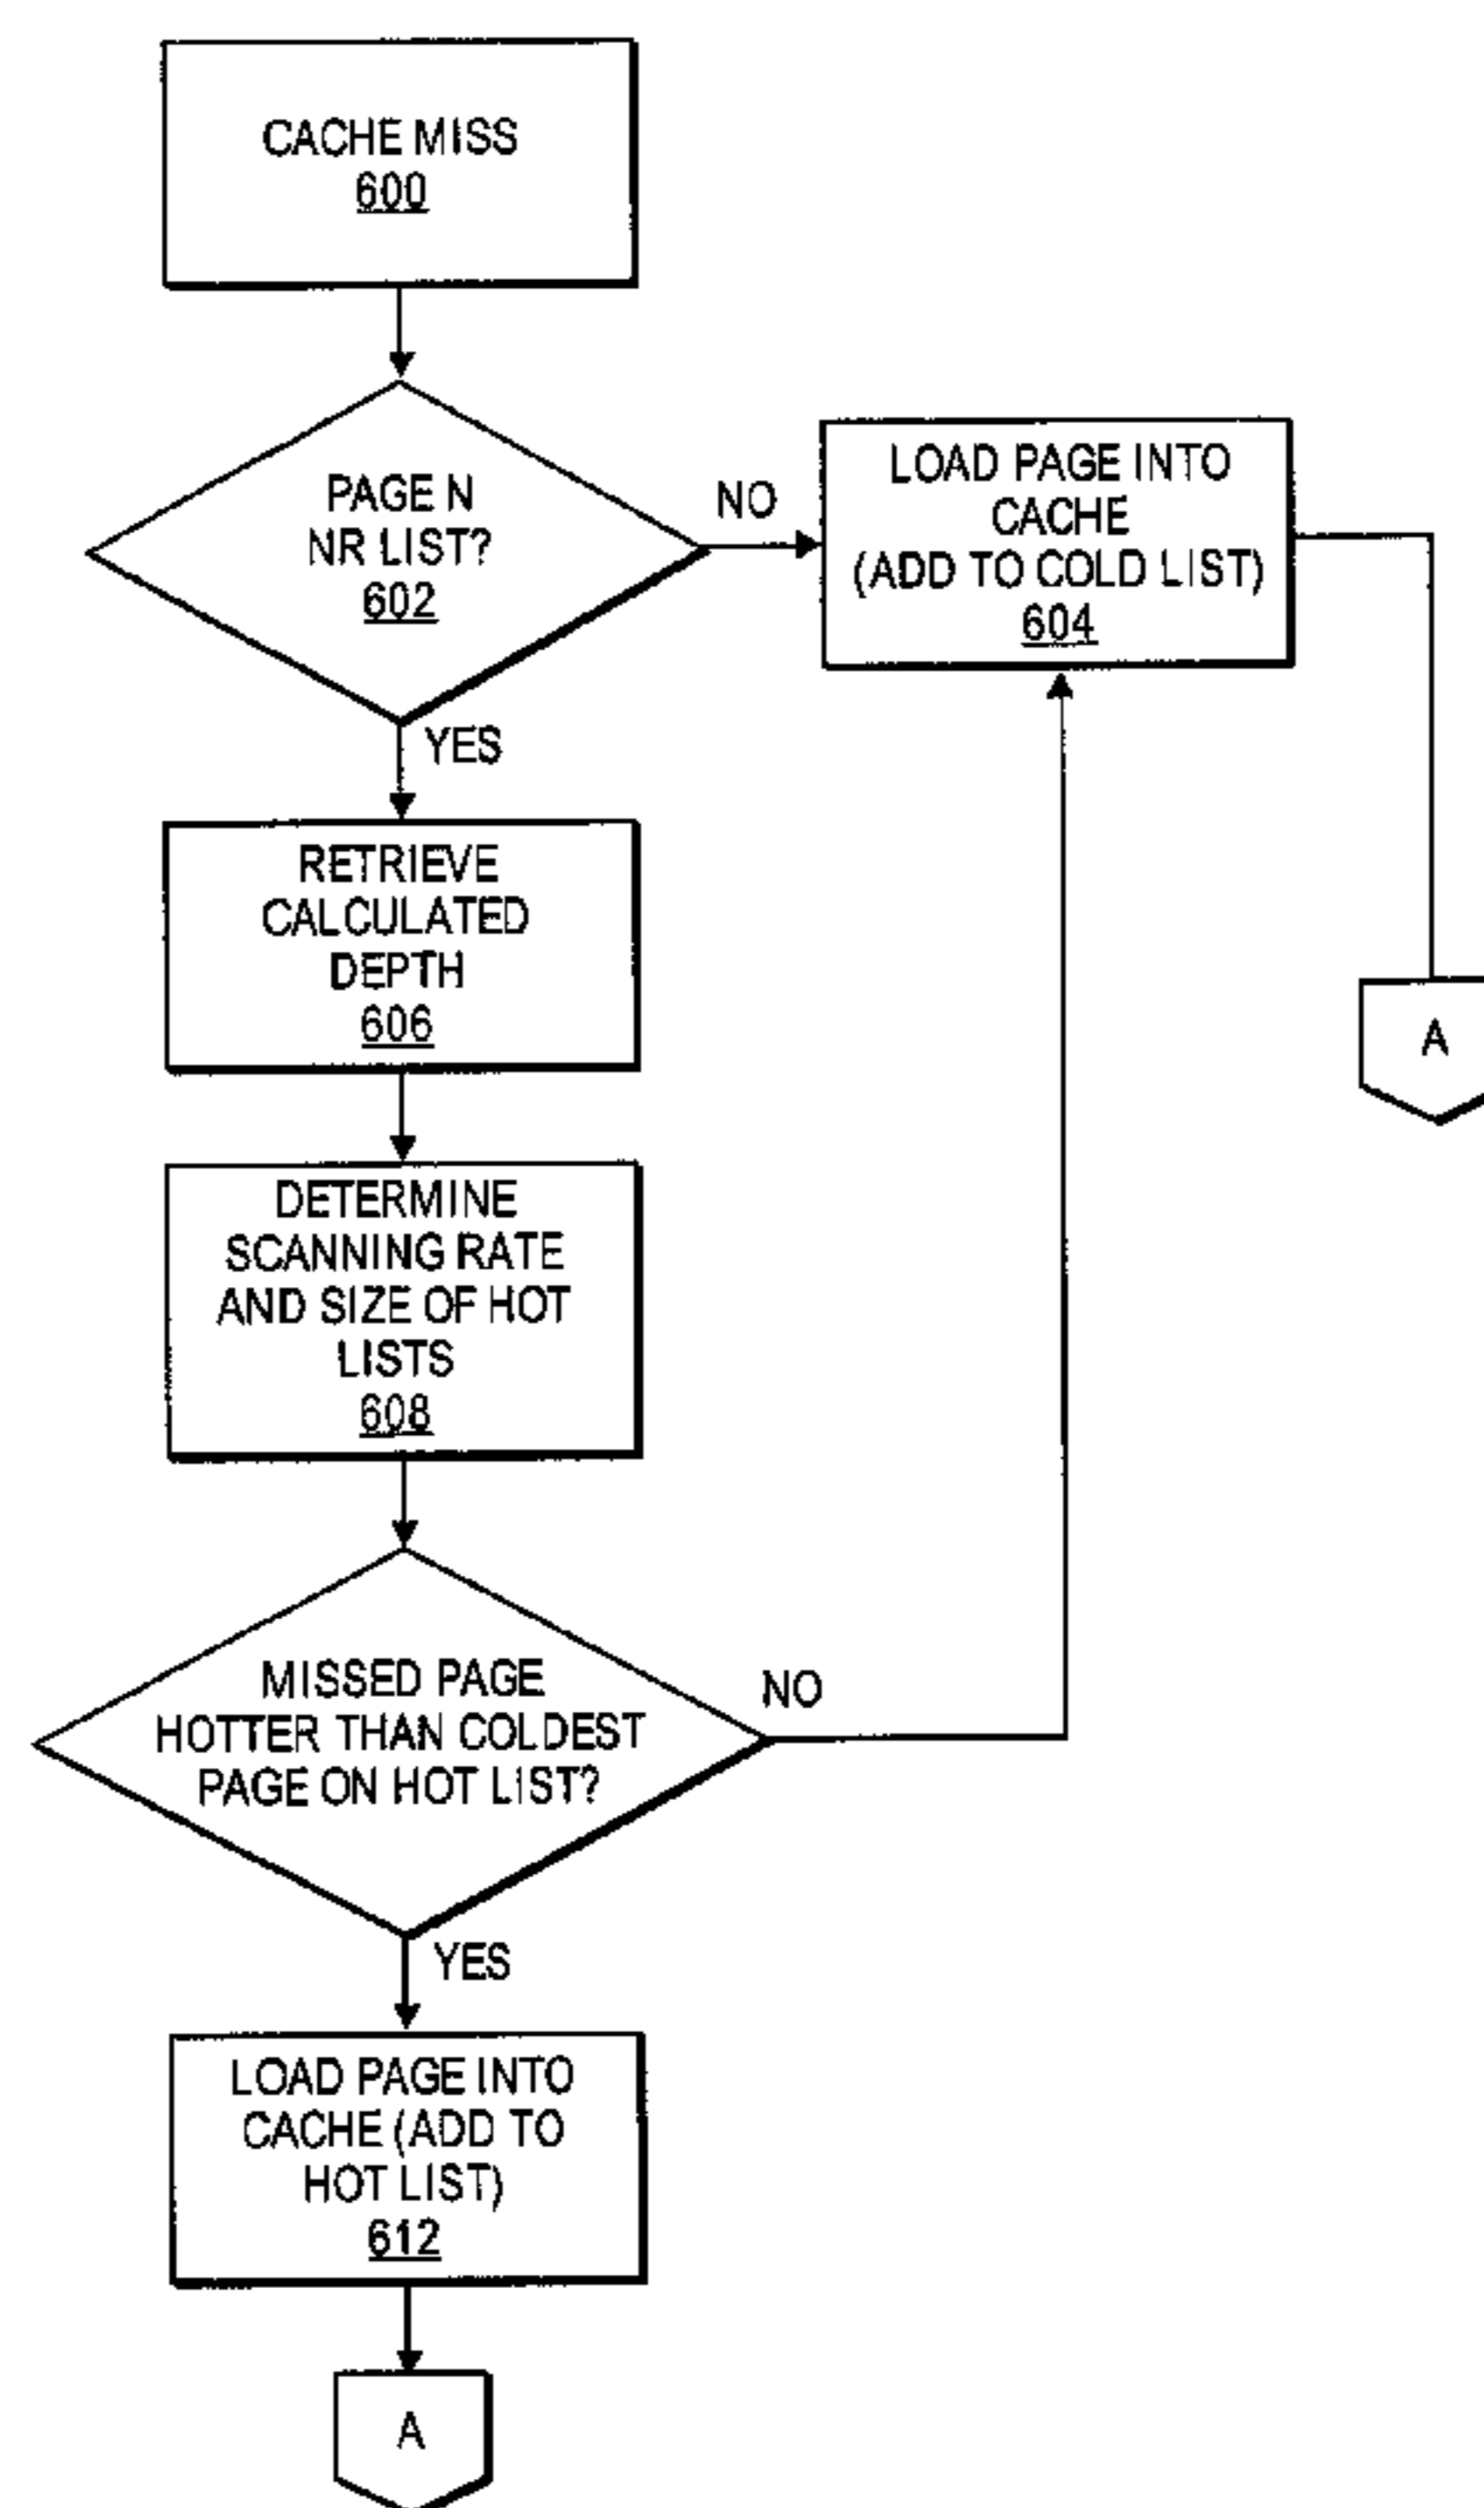 CACHE MISS
600
PAGE N
NR LIST?
602
NO
LOAD PAGE INTO
CACHE
(ADD TO COLD LIST)
604
YES
RETRIEVE
CALCULATED
DEPTH
606
A
DETERMINE
SCANNING RATE
AND SIZE OF HOT
LISTS
608
MISSED PAGE
HOTTER THAN COLDEST
PAGE ON HOT LIST?
NO
YES
LOAD PAGE INTO
CACHE (ADD TO
HOT LIST)
612
A